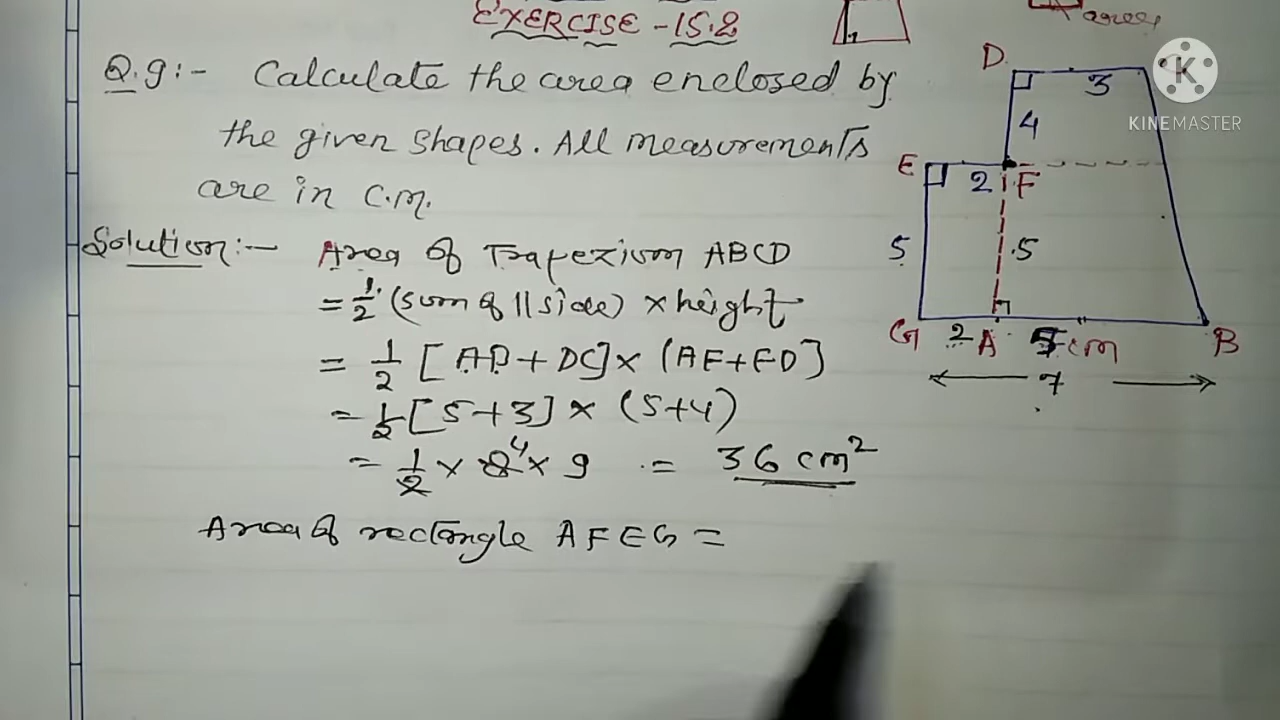 EXERCISE - 15.2
Q.9:- Calculate the area enclosed by
the given shapes. All measurements
are in c.m.
Solution:- Area of Trapezium ABCD
= 1/2 (sum of || side) × height
= 1/2 [AB + DC] × (AF + FD]
= 1/2 [5+3] × (5+4)
= 1/2 × 8 4 × 9 = 36 cm²
Area of rectangle AFEG =
area
D
3
4
E
2
F
5
5
G
2
A
5 cm
B
7
K
KINEMASTER